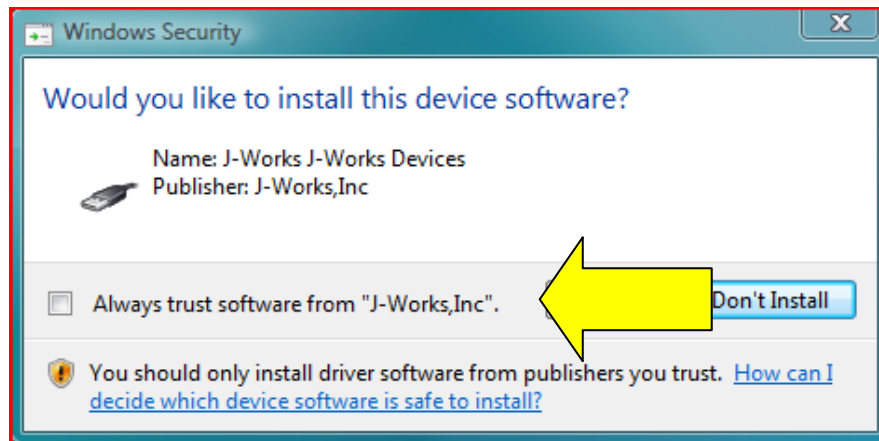 Windows Security
Would you like to install this device software?
Name: J-Works J-Works Devices
Publisher: J-Works,Inc
Always trust software from "J-Works,Inc".
Don't Install
You should only install driver software from publishers you trust. How can I
decide which device software is safe to install?